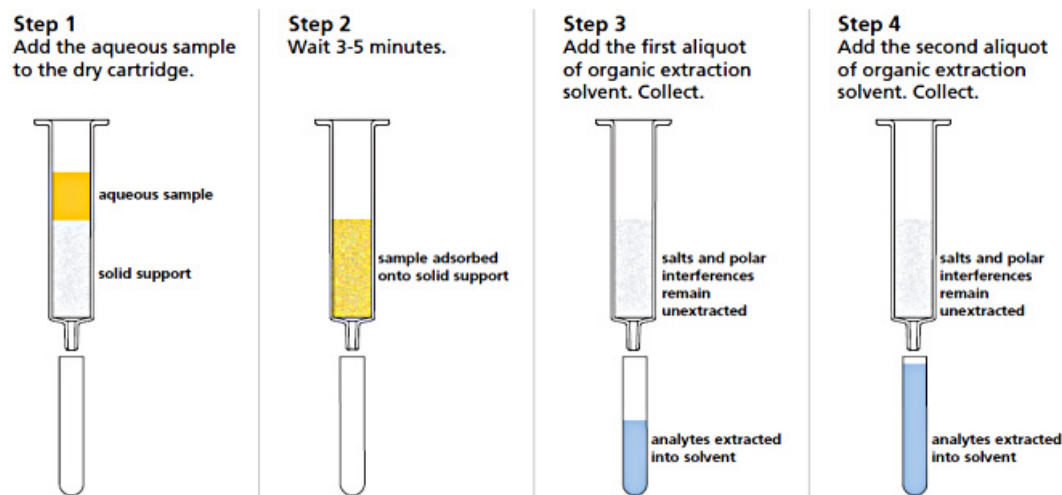 Step 1
Add the aqueous sample
to the dry cartridge.
aqueous sample
solid support
Step 2
Wait 3-5 minutes.
sample adsorbed
onto solid support
Step 3
Add the first aliquot
of organic extraction
solvent. Collect.
salts and polar
interferences
remain
unextracted
analytes extracted
into solvent
Step 4
Add the second aliquot
of organic extraction
solvent. Collect.
salts and polar
interferences
remain
unextracted
analytes extracted
into solvent